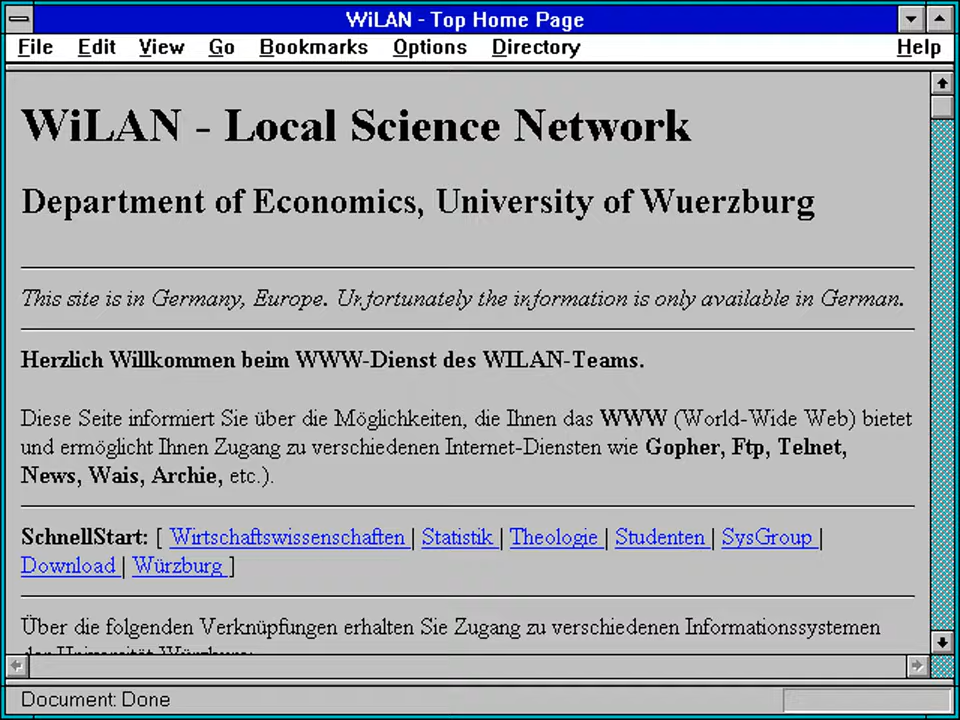 WiLAN - Top Home Page
File Edit View Go Bookmarks Options Directory Help
WiLAN - Local Science Network
Department of Economics, University of Wuerzburg
This site is in Germany, Europe. Unfortunately the information is only available in German.
Herzlich Willkommen beim WWW-Dienst des WILAN-Teams.
Diese Seite informiert Sie über die Möglichkeiten, die Ihnen das WWW (World-Wide Web) bietet
und ermöglicht Ihnen Zugang zu verschiedenen Internet-Diensten wie Gopher, Ftp, Telnet,
News, Wais, Archie, etc.).
SchnellStart: [ Wirtschaftswissenschaften | Statistik | Theologie | Studenten | SysGroup |
Download | Würzburg ]
Über die folgenden Verknüpfungen erhalten Sie Zugang zu verschiedenen Informationssystemen
der Universität Würzburg:
Document: Done